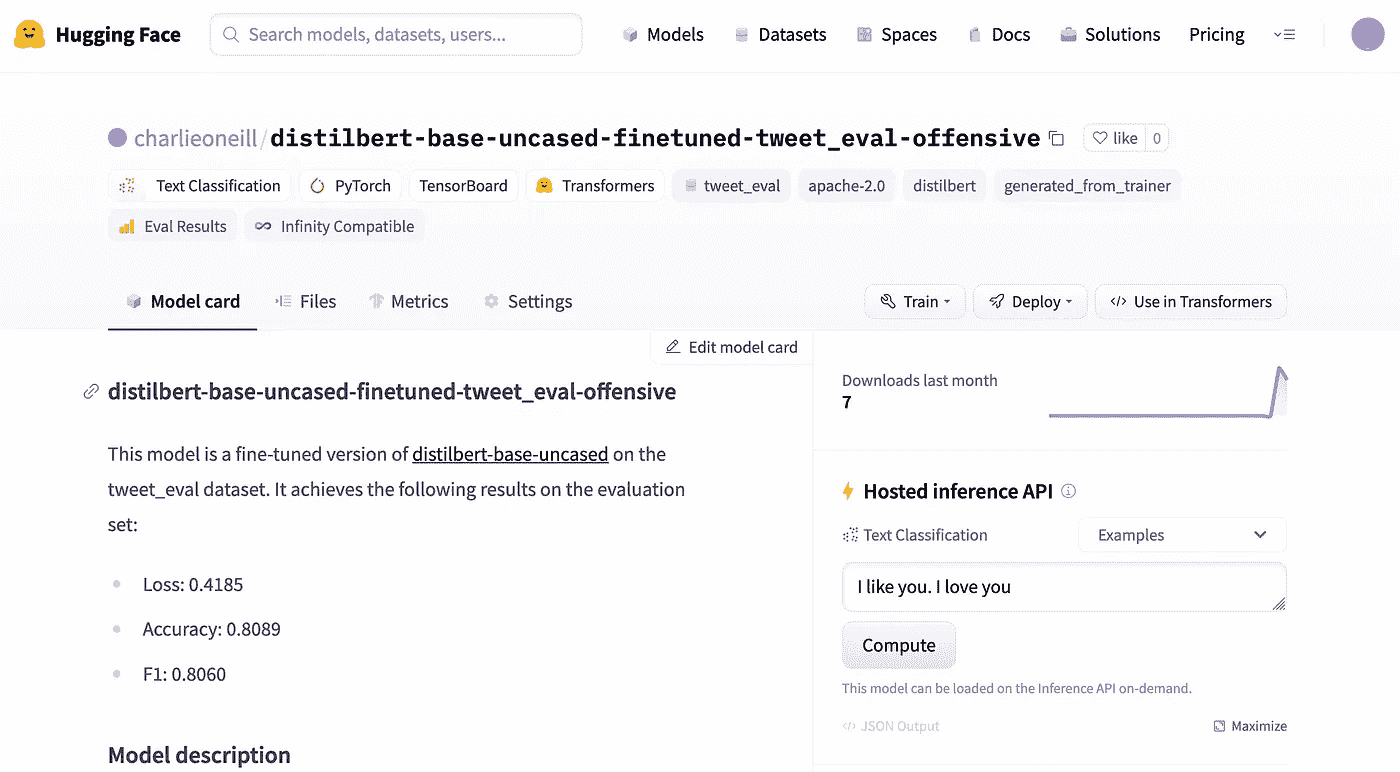 Hugging Face Search models, datasets, users... Models Datasets Spaces Docs Solutions Pricing
charlieoneill/distilbert-base-uncased-finetuned-tweet_eval-offensive like 0
Text Classification PyTorch TensorBoard Transformers tweet_eval apache-2.0 distilbert generated_from_trainer
Eval Results Infinity Compatible
Model card Files Metrics Settings Train Deploy </> Use in Transformers
Edit model card
distilbert-base-uncased-finetuned-tweet_eval-offensive
This model is a fine-tuned version of distilbert-base-uncased on the
tweet_eval dataset. It achieves the following results on the evaluation
set:
Loss: 0.4185
Accuracy: 0.8089
F1: 0.8060
Model description
Downloads last month
7
Hosted inference API
Text Classification Examples
I like you. I love you
Compute
This model can be loaded on the Inference API on-demand.
</> JSON Output Maximize